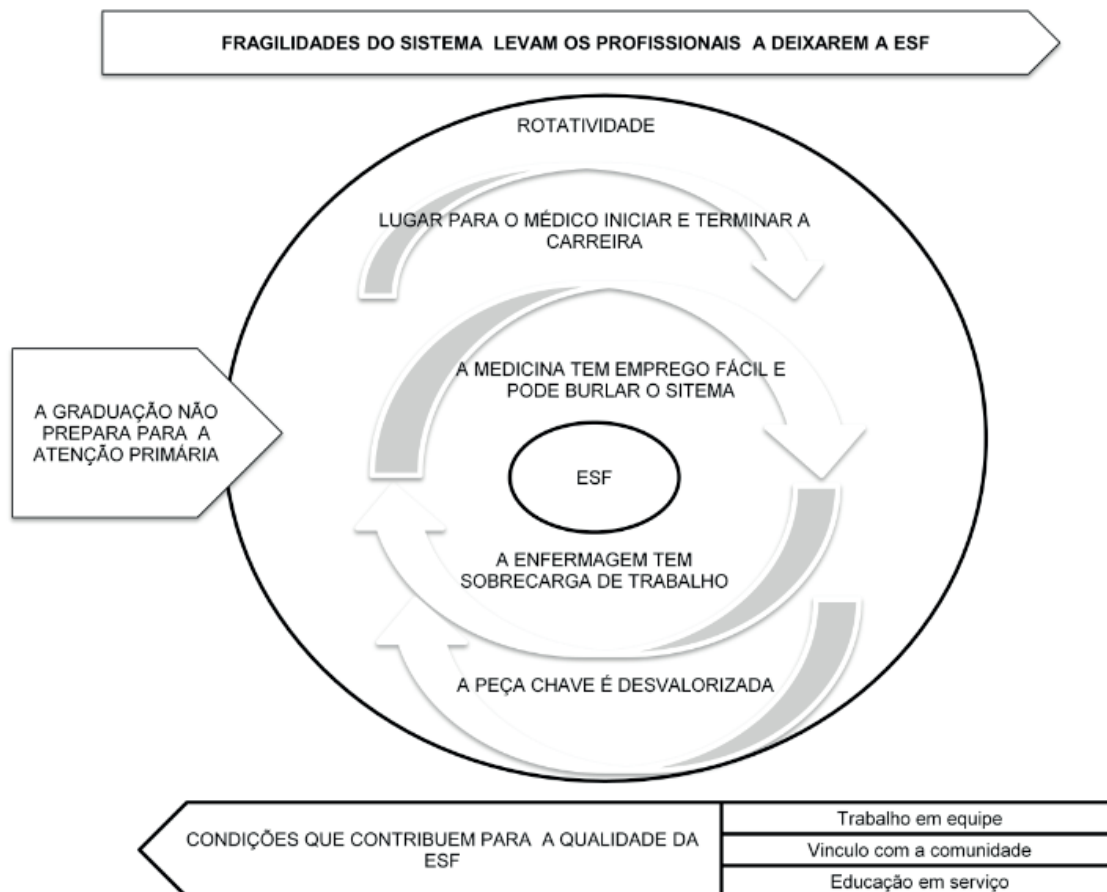 FRAGILIDADES DO SISTEMA LEVAM OS PROFISSIONAIS A DEIXAREM A ESF
ROTATIVIDADE
LUGAR PARA O MÉDICO INICIAR E TERMINAR A
CARREIRA
A MEDICINA TEM EMPREGO FÁCIL E
PODE BURLAR O SITEMA
A GRADUAÇÃO NÃO
PREPARA PARA A
ATENÇÃO PRIMÁRIA
ESF
A ENFERMAGEM TEM
SOBRECARGA DE TRABALHO
A PEÇA CHAVE É DESVALORIZADA
CONDIÇÕES QUE CONTRIBUEM PARA A QUALIDADE DA
ESF
Trabalho em equipe
Vinculo com a comunidade
Educação em serviço